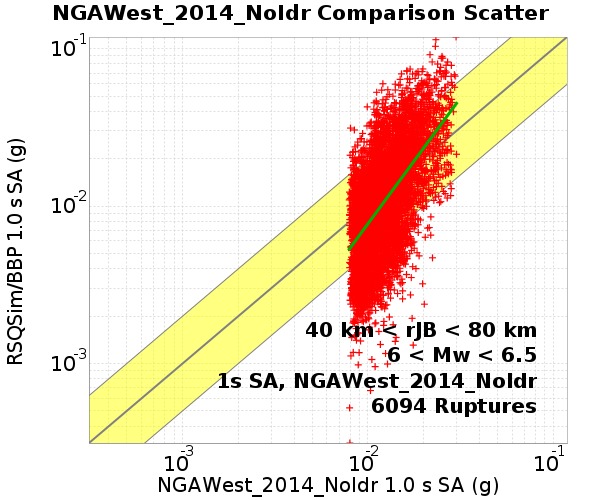 NGAWest_2014_NoIdr Comparison Scatter
10-1
10-2
10-3
RSQSim/BBP 1.0 s SA (g)
40 km < rJB < 80 km
6 < Mw < 6.5
1s SA, NGAWest_2014_NoIdr
6094 Ruptures
10-3 10-2 10-1
NGAWest_2014_NoIdr 1.0 s SA (g)